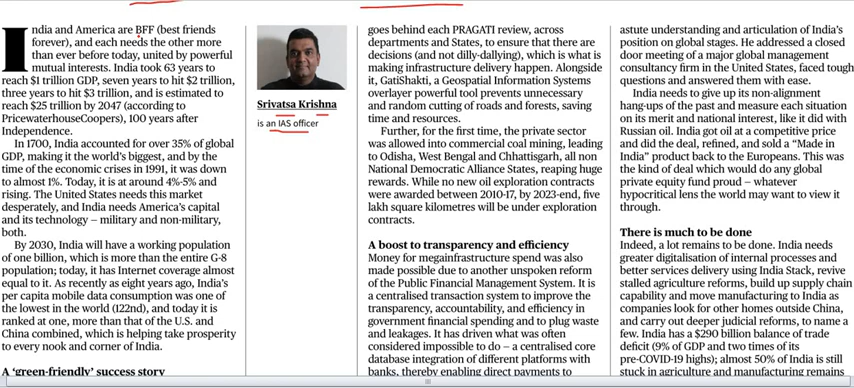 India and America are BFF (best friends
forever), and each needs the other more
than ever before today, united by powerful
mutual interests. India took 63 years to
reach $1 trillion GDP, seven years to hit $2 trillion,
three years to hit $3 trillion, and is estimated to
reach $25 trillion by 2047 (according to
PricewaterhouseCoopers), 100 years after
Independence.
In 1700, India accounted for over 35% of global
GDP, making it the world's biggest, and by the
time of the economic crises in 1991, it was down
to almost 1%. Today, it is at around 4%-5% and
rising. The United States needs this market
desperately, and India needs America's capital
and its technology – military and non-military,
both.
By 2030, India will have a working population
of one billion, which is more than the entire G-8
population; today, it has Internet coverage almost
equal to it. As recently as eight years ago, India's
per capita mobile data consumption was one of
the lowest in the world (122nd), and today it is
ranked at one, more than that of the U.S. and
China combined, which is helping take prosperity
to every nook and corner of India.
A 'green-friendly' success story
Srivatsa Krishna
is an IAS officer
goes behind each PRAGATI review, across
departments and States, to ensure that there are
decisions (and not dilly-dallying), which is what is
making infrastructure delivery happen. Alongside
it, GatiShakti, a Geospatial Information Systems
overlayer powerful tool prevents unnecessary
and random cutting of roads and forests, saving
time and resources.
Further, for the first time, the private sector
was allowed into commercial coal mining, leading
to Odisha, West Bengal and Chhattisgarh, all non
National Democratic Alliance States, reaping huge
rewards. While no new oil exploration contracts
were awarded between 2010-17, by 2023-end, five
lakh square kilometres will be under exploration
contracts.
A boost to transparency and efficiency
Money for megainfrastructure spend was also
made possible due to another unspoken reform
of the Public Financial Management System. It is
a centralised transaction system to improve the
transparency, accountability, and efficiency in
government financial spending and to plug waste
and leakages. It has driven what was often
considered impossible to do – a centralised core
database integration of different platforms with
banks, thereby enabling direct payments to
astute understanding and articulation of India's
position on global stages. He addressed a closed
door meeting of a major global management
consultancy firm in the United States, faced tough
questions and answered them with ease.
India needs to give up its non-alignment
hang-ups of the past and measure each situation
on its merit and national interest, like it did with
Russian oil. India got oil at a competitive price
and did the deal, refined, and sold a "Made in
India" product back to the Europeans. This was
the kind of deal which would do any global
private equity fund proud – whatever
hypocritical lens the world may want to view it
through.
There is much to be done
Indeed, a lot remains to be done. India needs
greater digitalisation of internal processes and
better services delivery using India Stack, revive
stalled agriculture reforms, build up supply chain
capability and move manufacturing to India as
companies look for other homes outside China,
and carry out deeper judicial reforms, to name a
few. India has a $290 billion balance of trade
deficit (9% of GDP and two times of its
pre-COVID-19 highs); almost 50% of India is still
stuck in agriculture and manufacturing remains